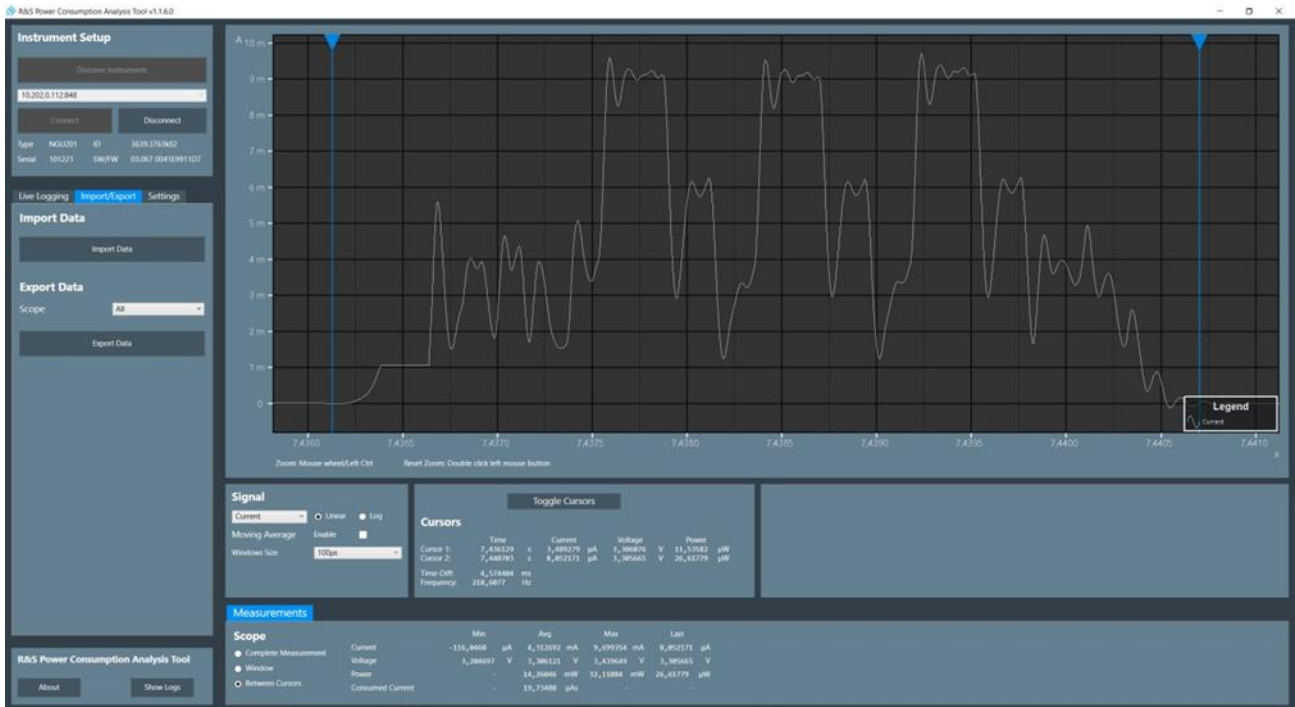 R&S Power Consumption Analysis Tool v1.1.6.0
Instrument Setup
Discover Instruments
10.202.0.112:848
Connect Disconnect
Type NGU201 ID 3639.3763k02
Serial 101221 SW/FW
Live Logging Import/Export Settings
Import Data
Import Data
Export Data
Scope All
Export Data
R&S Power Consumption Analysis Tool
About Show Logs
A 10 m
9 m
8 m
7 m
6 m
5 m
4 m
3 m
2 m
1 m
0
7,4360 7,4365 7,4370 7,4375 7,4380 7,4385 7,4390 7,4395 7,4400 7,4405 7,4410
s
Legend
Current
Zoom: Mouse wheel/Left Ctrl Reset Zoom: Double click left mouse button
Signal
Current Linear Log
Moving Average Enable
Windows Size 100µs
Toggle Cursors
Cursors
Time Current Voltage Power
Cursor 1: 7,436129 s 3,489279 µA 3,306076 V 11,53582 µW
Cursor 2: 7,440703 s 8,052171 µA 3,305665 V 26,61779 µW
Time-Diff: 4,574404 ms
Frequency: 218,6077 Hz
Measurements
Scope
Complete Measurement
Window
Between Cursors
Min Avg Max Last
Current -116,0460 µA 4,312692 mA 9,699354 mA 8,052171 µA
Voltage 3,204697 V 3,306121 V 3,439649 V 3,305665 V
Power - 14,26046 mW 32,11804 mW 26,61779 µW
Consumed Current - 19,73488 µAs - -